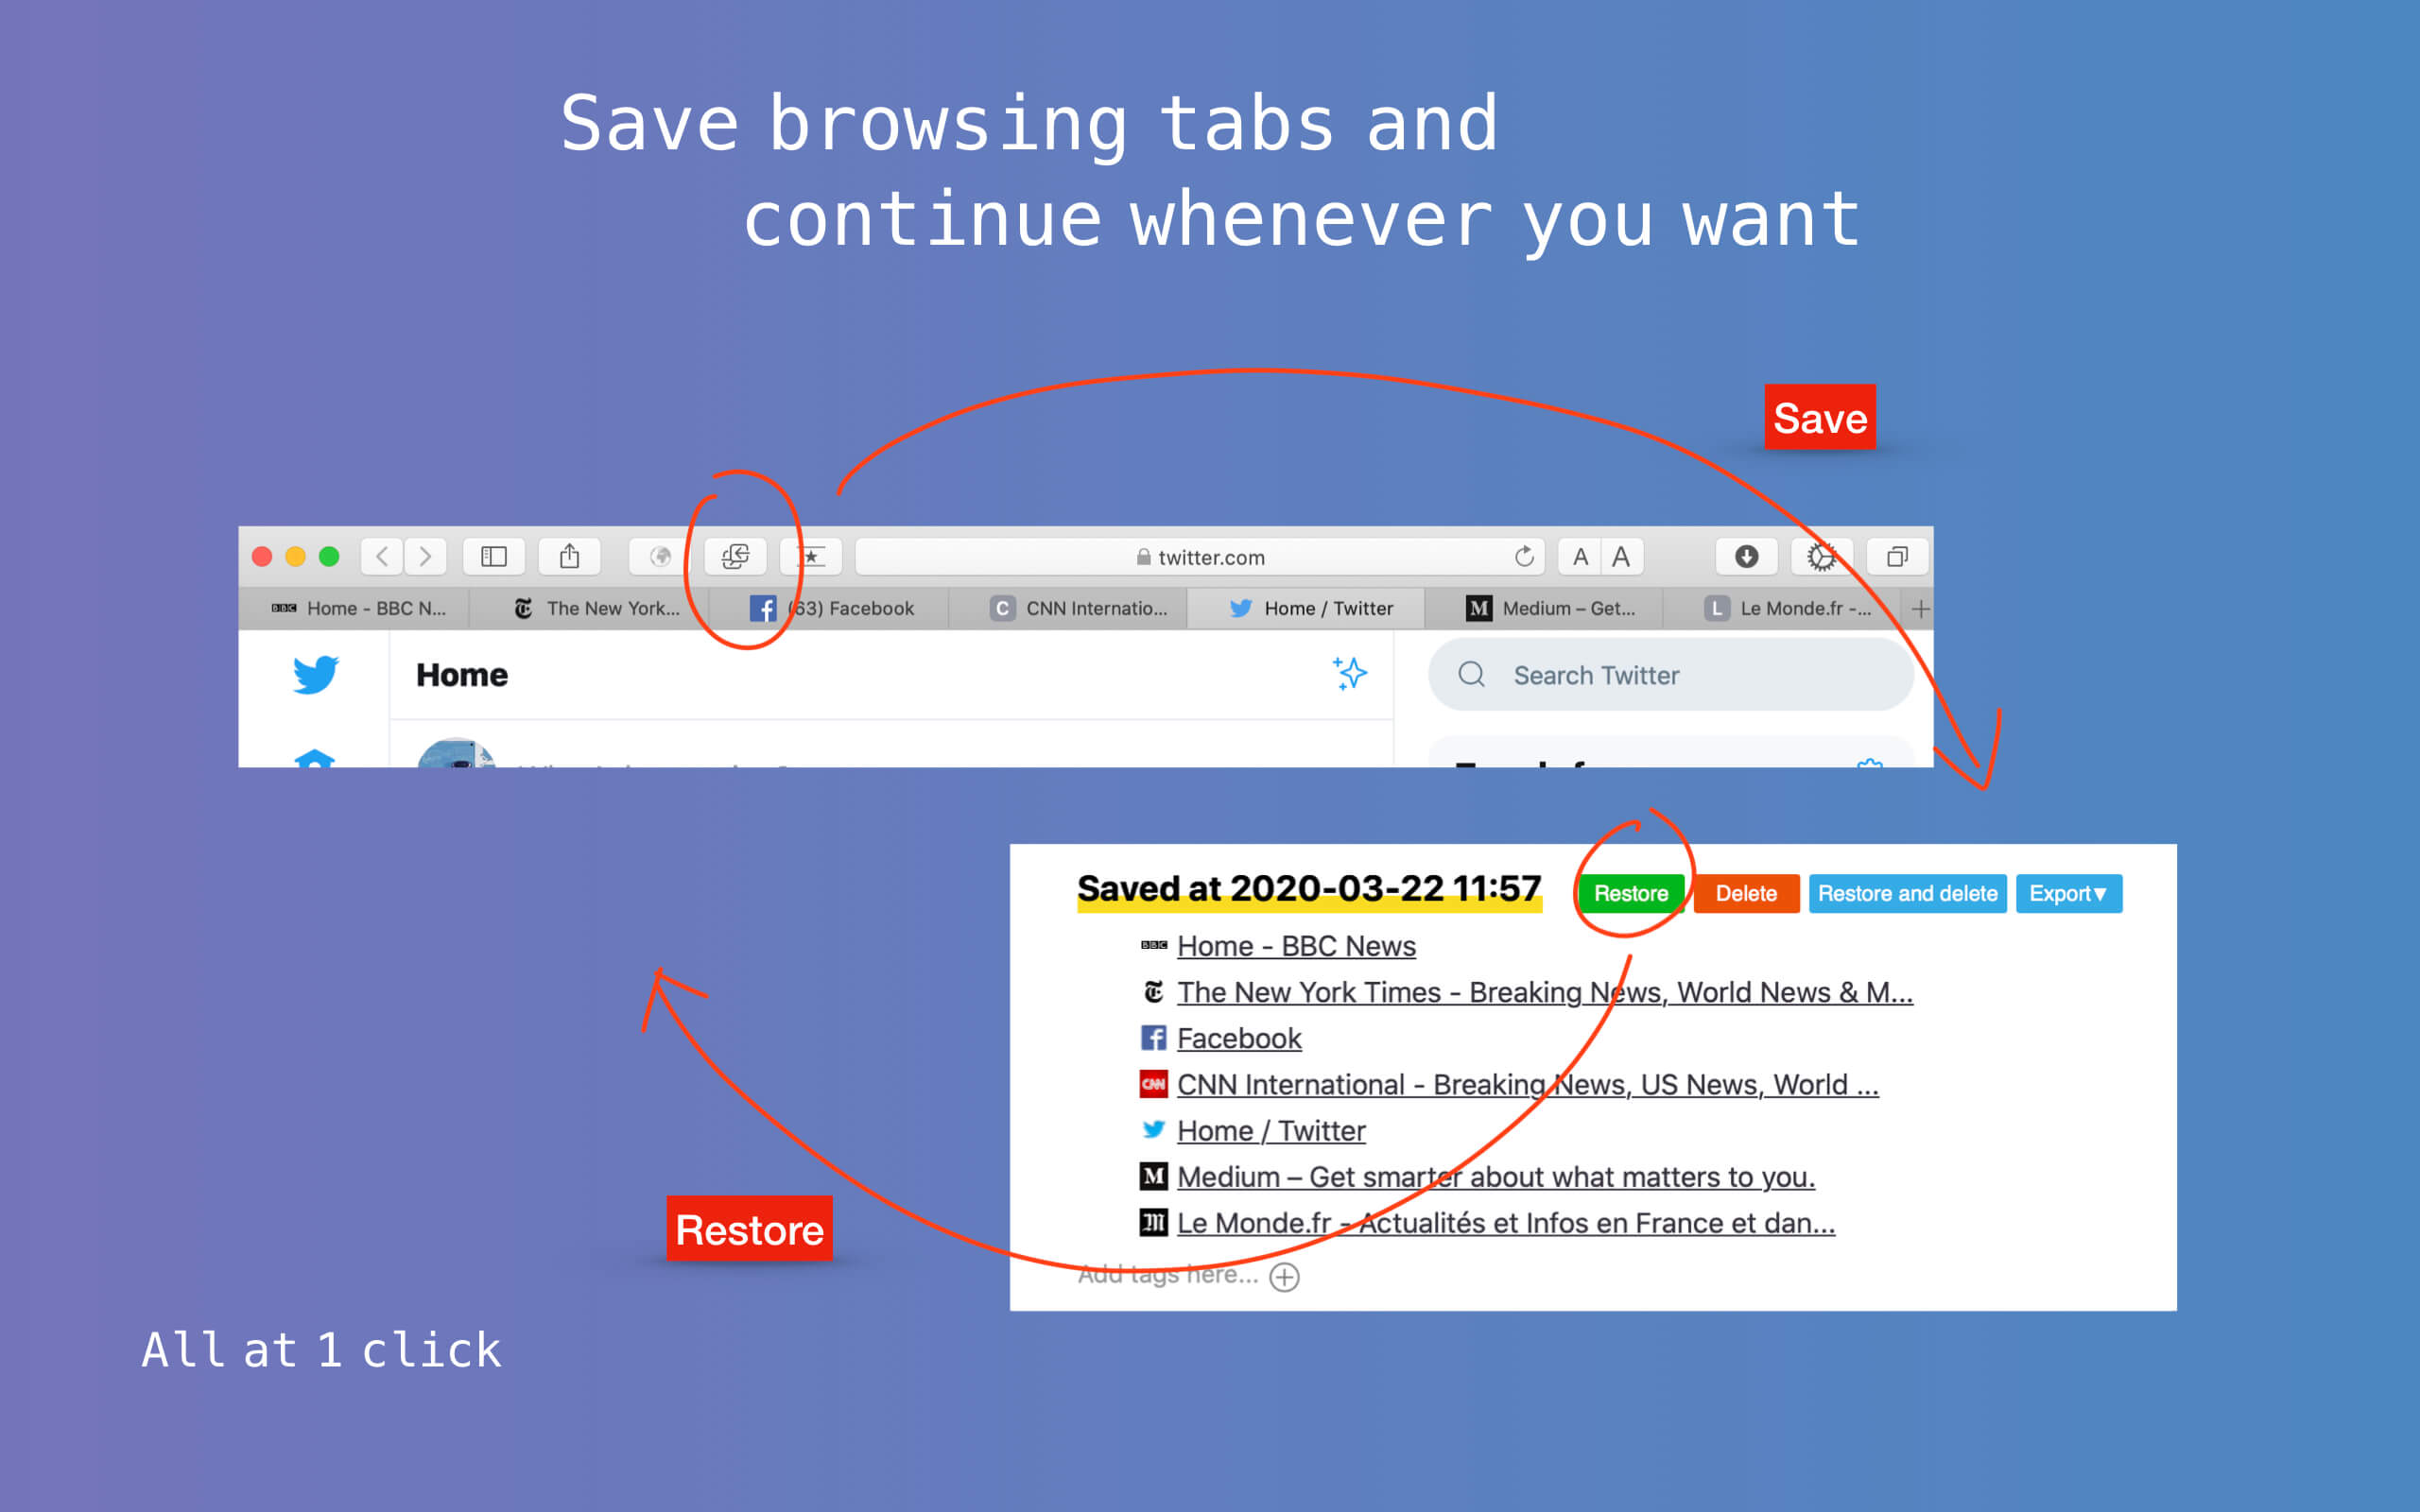 Save browsing tabs and
continue whenever you want
Save
twitter.com
A A
BBC Home - BBC N...
The New York...
f (63) Facebook
C CNN Internatio...
Home / Twitter
M Medium – Get...
L Le Monde.fr -...
Home
Search Twitter
Saved at 2020-03-22 11:57
Restore
Delete
Restore and delete
Export▼
BBC Home - BBC News
The New York Times - Breaking News, World News & M...
f Facebook
CNN CNN International - Breaking News, US News, World ...
Home / Twitter
M Medium – Get smarter about what matters to you.
M Le Monde.fr - Actualités et Infos en France et dan...
Add tags here...
Restore
All at 1 click